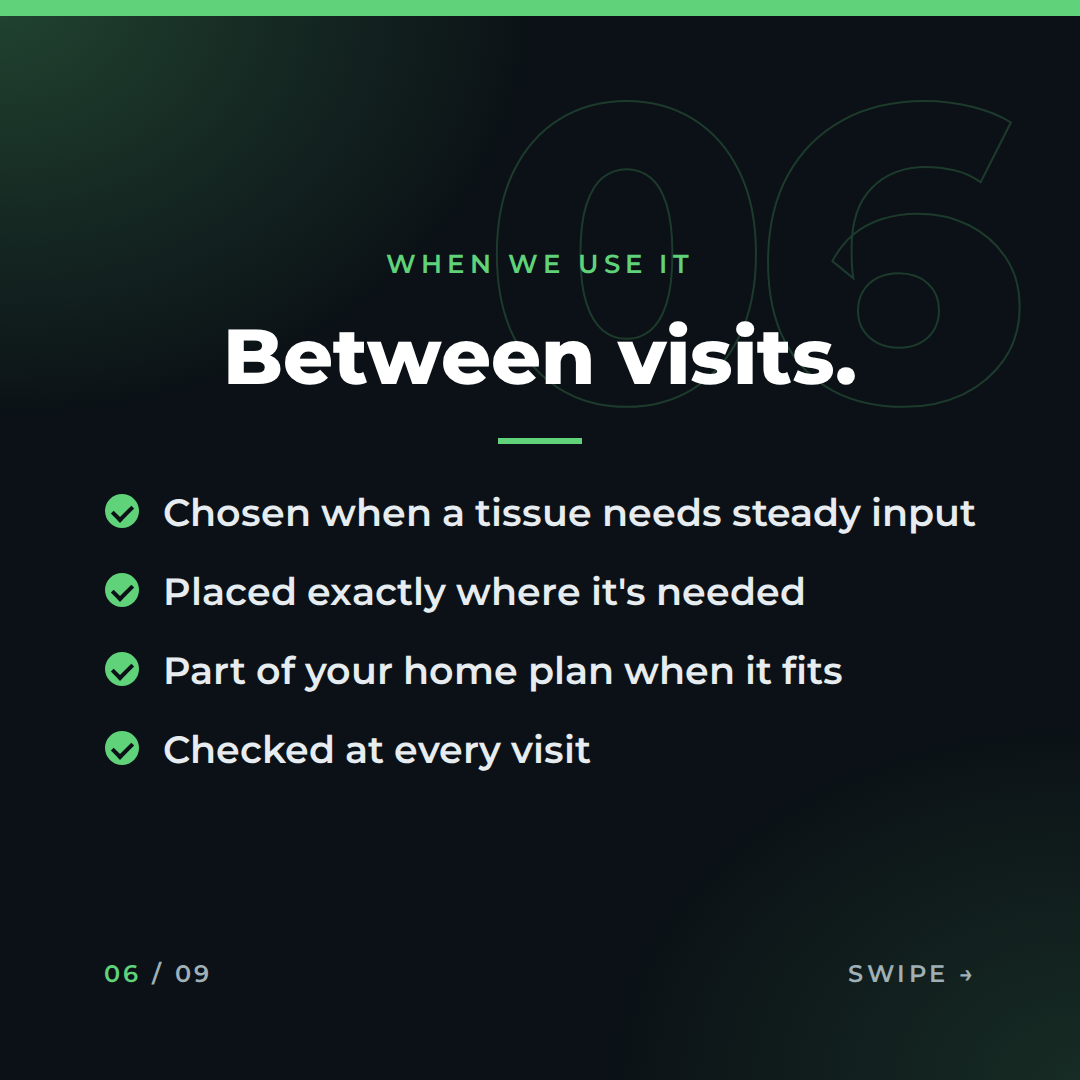 06
WHEN WE USE IT
Between visits.
Chosen when a tissue needs steady input
Placed exactly where it's needed
Part of your home plan when it fits
Checked at every visit
06 / 09
SWIPE →